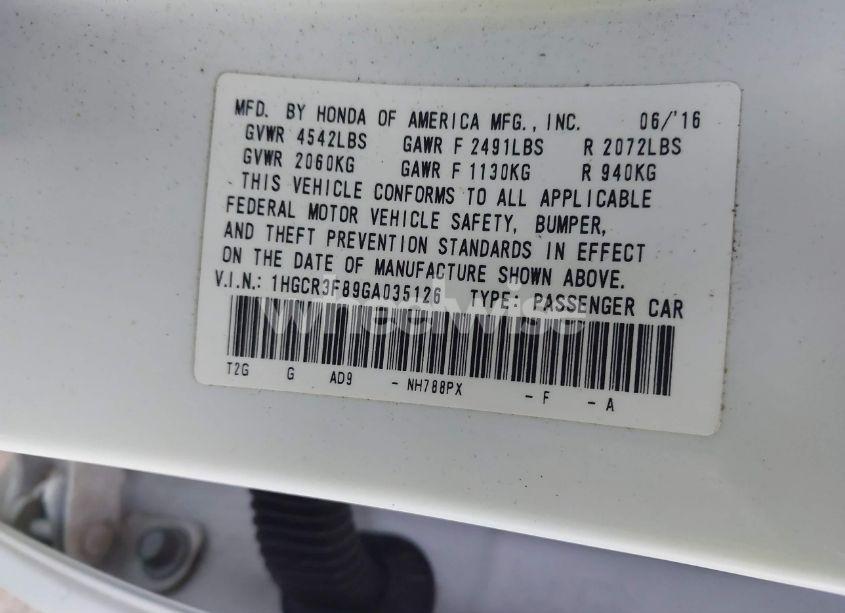 MFD. BY HONDA OF AMERICA MFG., INC. 06/'16
GVWR 4542LBS GAWR F 2491LBS R 2072LBS
GVWR 2060KG GAWR F 1130KG R 940KG
THIS VEHICLE CONFORMS TO ALL APPLICABLE
FEDERAL MOTOR VEHICLE SAFETY, BUMPER,
AND THEFT PREVENTION STANDARDS IN EFFECT
ON THE DATE OF MANUFACTURE SHOWN ABOVE.
V.I.N.: 1HGCR3F89GA035126 TYPE: PASSENGER CAR
wheelwise
T2G G AD9 - NH788PX - F - A